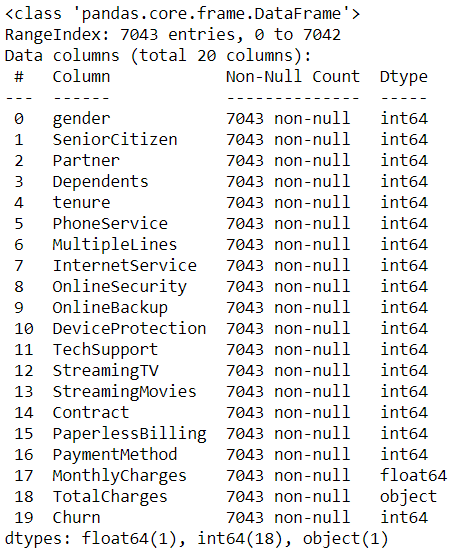 <class 'pandas.core.frame.DataFrame'>
RangeIndex: 7043 entries, 0 to 7042
Data columns (total 20 columns):
 #   Column            Non-Null Count  Dtype
---  ------            --------------  -----
 0   gender            7043 non-null   int64
 1   SeniorCitizen     7043 non-null   int64
 2   Partner           7043 non-null   int64
 3   Dependents        7043 non-null   int64
 4   tenure            7043 non-null   int64
 5   PhoneService      7043 non-null   int64
 6   MultipleLines     7043 non-null   int64
 7   InternetService   7043 non-null   int64
 8   OnlineSecurity    7043 non-null   int64
 9   OnlineBackup      7043 non-null   int64
 10  DeviceProtection  7043 non-null   int64
 11  TechSupport       7043 non-null   int64
 12  StreamingTV       7043 non-null   int64
 13  StreamingMovies   7043 non-null   int64
 14  Contract          7043 non-null   int64
 15  PaperlessBilling  7043 non-null   int64
 16  PaymentMethod     7043 non-null   int64
 17  MonthlyCharges    7043 non-null   float64
 18  TotalCharges      7043 non-null   object
 19  Churn             7043 non-null   int64
dtypes: float64(1), int64(18), object(1)